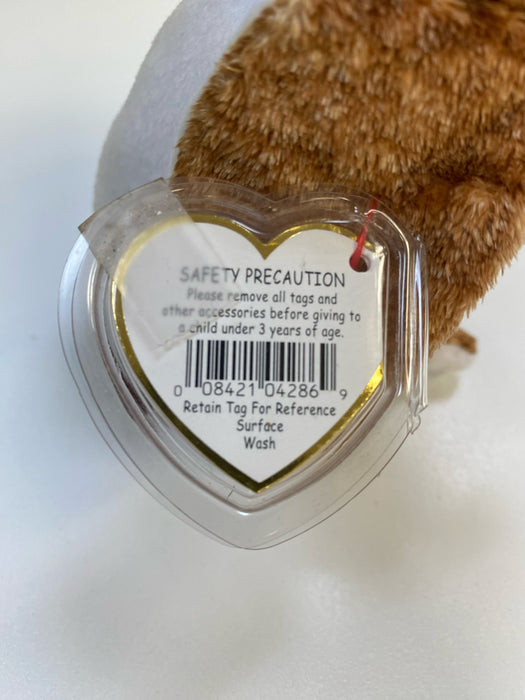 SAFETY PRECAUTION
Please remove all tags and
other accessories before giving to
a child under 3 years of age.
0 08421 04286 9
Retain Tag For Reference
Surface
Wash